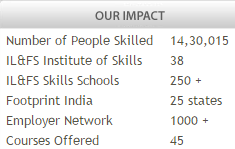 OUR IMPACT
Number of People Skilled 14,30,015
IL&FS Institute of Skills 38
IL&FS Skills Schools 250 +
Footprint India 25 states
Employer Network 1000 +
Courses Offered 45